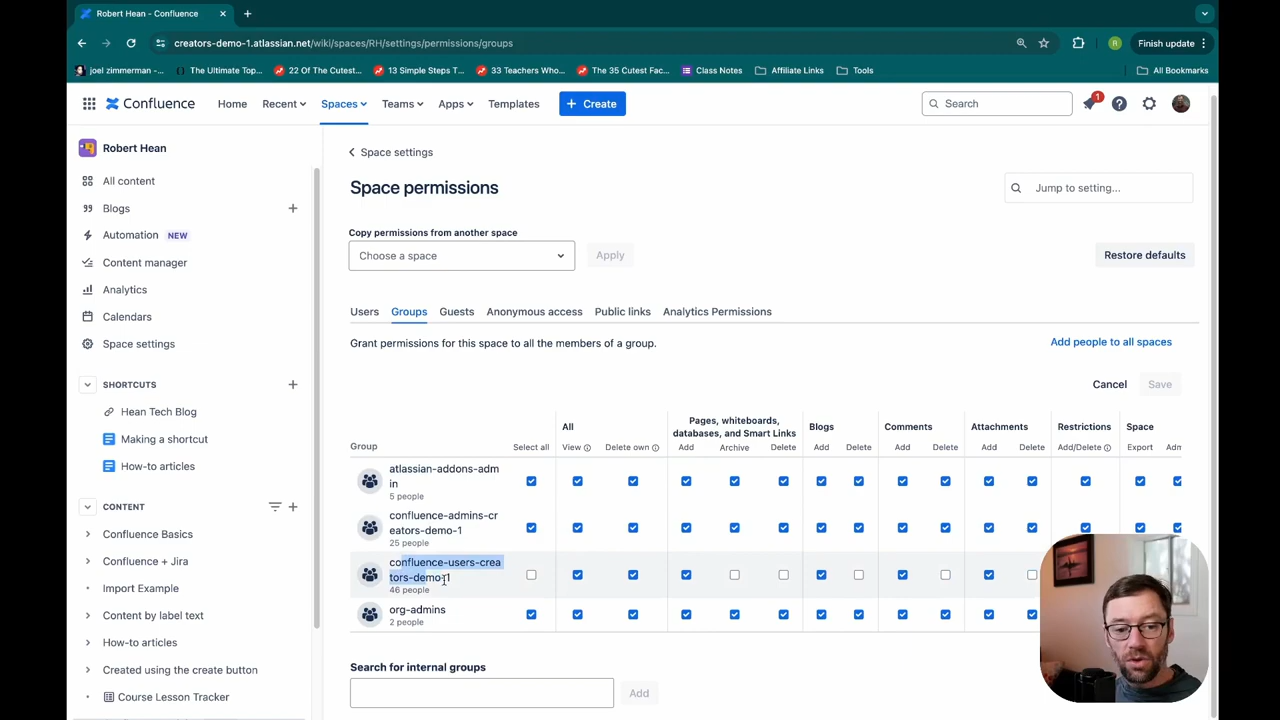 Robert Hean - Confluence
creators-demo-1.atlassian.net/wiki/spaces/RH/settings/permissions/groups
R
Finish update
joel zimmerman -...
The Ultimate Top...
22 Of The Cutest...
13 Simple Steps T...
33 Teachers Who...
The 35 Cutest Fac...
Class Notes
Affiliate Links
Tools
All Bookmarks
Confluence
Home
Recent
Spaces
Teams
Apps
Templates
+ Create
Search
1
Robert Hean
All content
Blogs
Automation NEW
Content manager
Analytics
Calendars
Space settings
SHORTCUTS
Hean Tech Blog
Making a shortcut
How-to articles
CONTENT
Confluence Basics
Confluence + Jira
Import Example
Content by label text
How-to articles
Created using the create button
Course Lesson Tracker
Space settings
Space permissions
Jump to setting...
Copy permissions from another space
Choose a space
Apply
Restore defaults
Users
Groups
Guests
Anonymous access
Public links
Analytics Permissions
Grant permissions for this space to all the members of a group.
Add people to all spaces
Cancel
Save
All
Pages, whiteboards,
databases, and Smart Links
Blogs
Comments
Attachments
Restrictions
Space
Group
Select all
View
Delete own
Add
Archive
Delete
Add
Delete
Add
Delete
Add
Delete
Add/Delete
Export
Adm
atlassian-addons-adm
in
5 people
confluence-admins-cr
eators-demo-1
25 people
confluence-users-crea
tors-demo-1
46 people
org-admins
2 people
Search for internal groups
Add